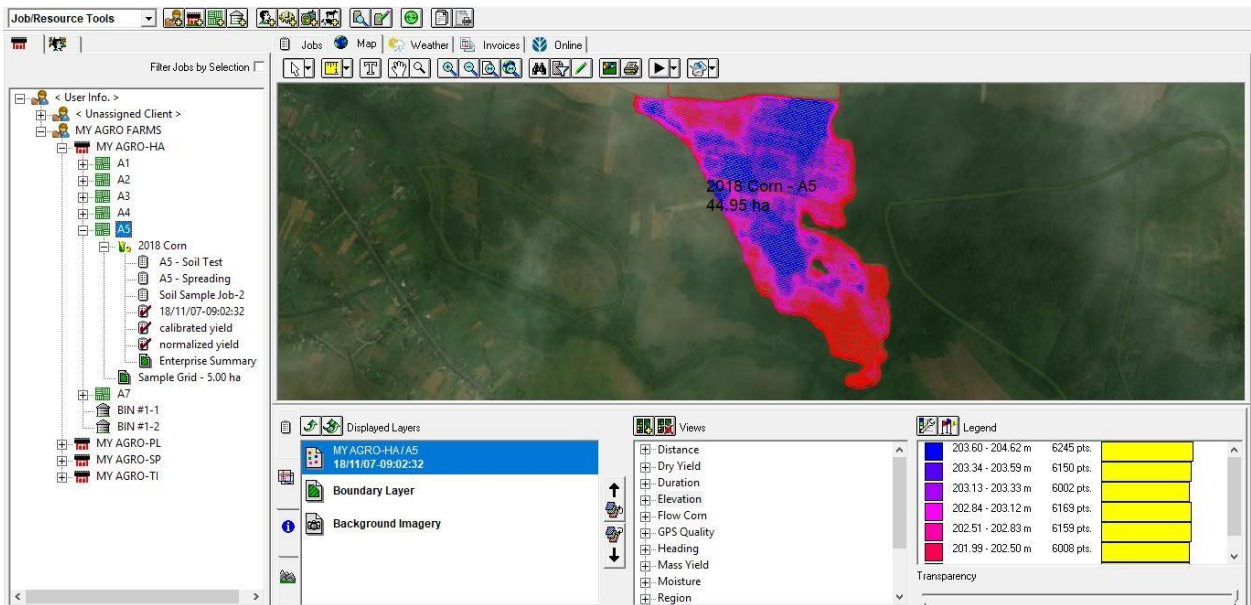 Job/Resource Tools
Filter Jobs by Selection
< User Info. >
< Unassigned Client >
MY AGRO FARMS
MY AGRO-HA
A1
A2
A3
A4
A5
2018 Corn
A5 - Soil Test
A5 - Spreading
Soil Sample Job-2
18/11/07-09:02:32
calibrated yield
normalized yield
Enterprise Summary
Sample Grid - 5.00 ha
A7
BIN #1-1
BIN #1-2
MY AGRO-PL
MY AGRO-SP
MY AGRO-TI
Jobs Map Weather Invoices Online
2018 Corn - A5
44.95 ha
Displayed Layers
MY AGRO-HA/A5
18/11/07-09:02:32
Boundary Layer
Background Imagery
Views
Distance
Dry Yield
Duration
Elevation
Flow Corn
GPS Quality
Heading
Mass Yield
Moisture
Region
Legend
203.60 - 204.62 m 6245 pts.
203.34 - 203.59 m 6150 pts.
203.13 - 203.33 m 6002 pts.
202.84 - 203.12 m 6169 pts.
202.51 - 202.83 m 6159 pts.
201.99 - 202.50 m 6008 pts.
Transparency